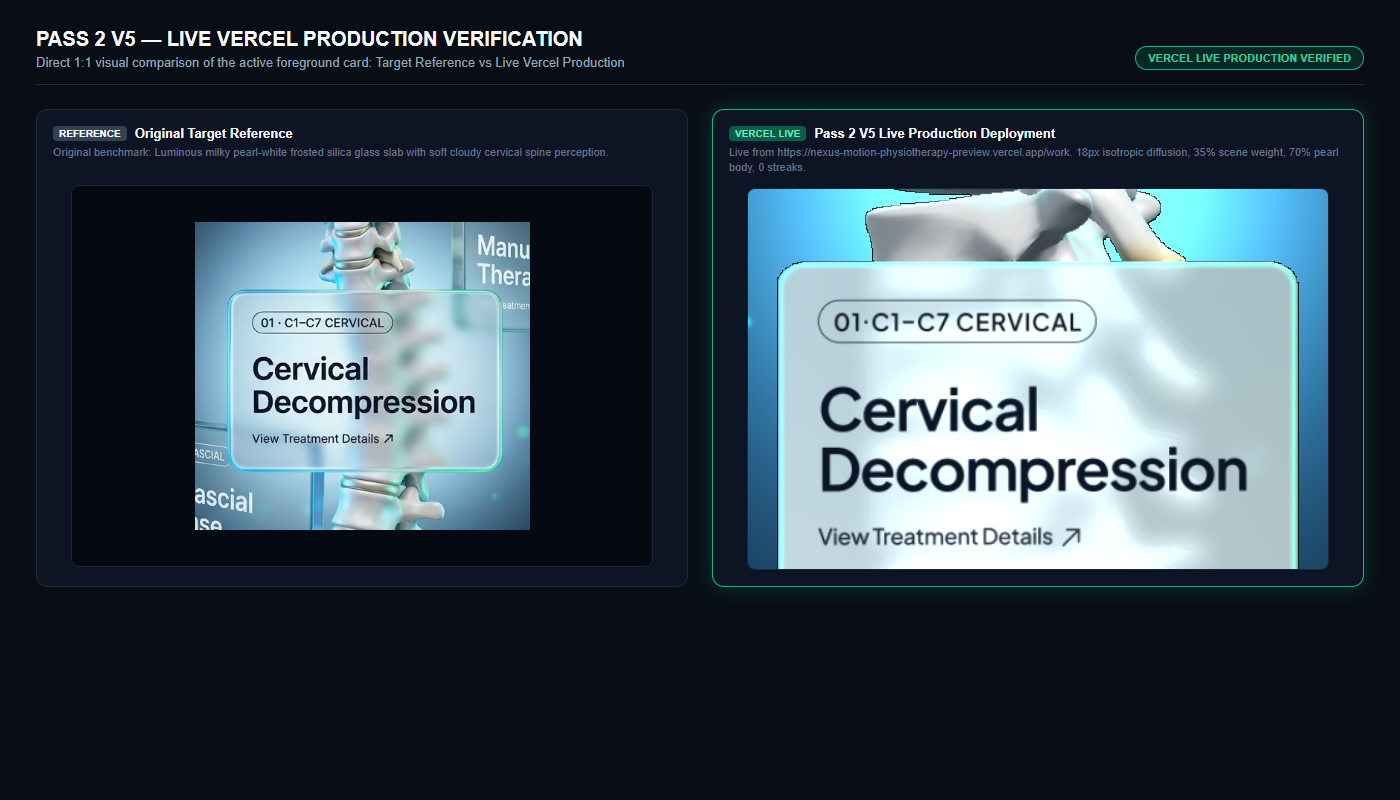 PASS 2 V5 — LIVE VERCEL PRODUCTION VERIFICATION
Direct 1:1 visual comparison of the active foreground card: Target Reference vs Live Vercel Production
VERCEL LIVE PRODUCTION VERIFIED
REFERENCE Original Target Reference
Original benchmark: Luminous milky pearl-white frosted silica glass slab with soft cloudy cervical spine perception.
Manu
Thera
eatmen
01 · C1–C7 CERVICAL
Cervical
Decompression
View Treatment Details ↗
ASCIAL
ascial
se
VERCEL LIVE Pass 2 V5 Live Production Deployment
Live from https://nexus-motion-physiotherapy-preview.vercel.app/work. 18px isotropic diffusion, 35% scene weight, 70% pearl
body, 0 streaks.
01·C1–C7 CERVICAL
Cervical
Decompression
View Treatment Details ↗